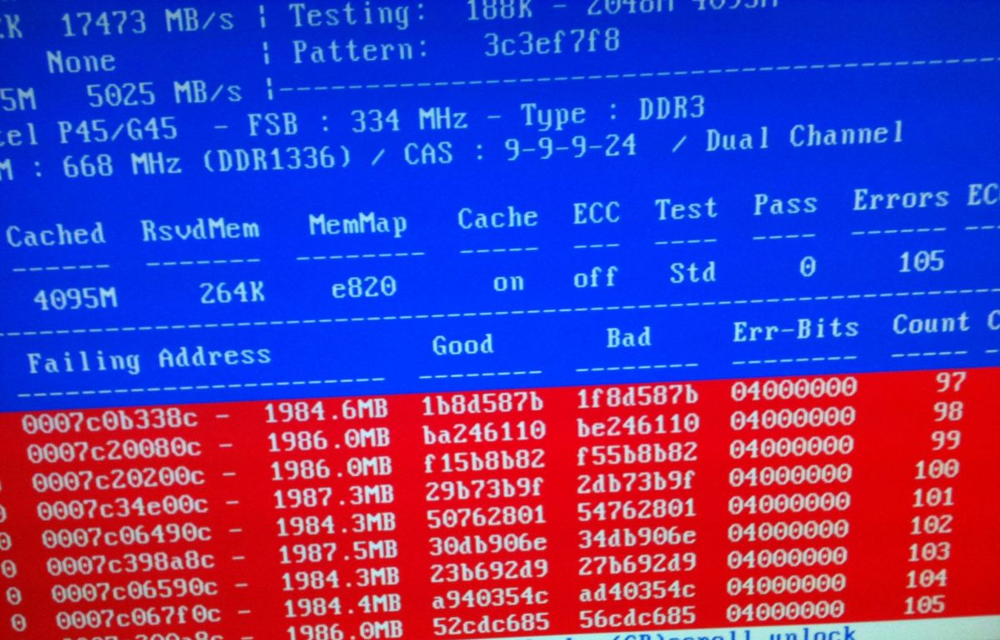 CK 17473 MB/s | Testing: 188K - 2048M 4095M
None | Pattern: 3c3ef7f8
95M 5025 MB/s |
tel P45/G45 - FSB : 334 MHz - Type : DDR3
M : 668 MHz (DDR1336) / CAS : 9-9-9-24 / Dual Channel
Cached RsvdMem MemMap Cache ECC Test Pass Errors EC
4095M 264K e820 on off Std 0 105
Failing Address Good Bad Err-Bits Count C
0007c0b338c - 1984.6MB 1b8d587b 1f8d587b 04000000 97
0007c20080c - 1986.0MB ba246110 be246110 04000000 98
0007c20200c - 1986.0MB f15b8b82 f55b8b82 04000000 99
0 0007c34e00c - 1987.3MB 29b73b9f 2db73b9f 04000000 100
0 0007c06490c - 1984.3MB 50762801 54762801 04000000 101
0 0007c398a8c - 1987.5MB 30db906e 34db906e 04000000 102
0 0007c06590c - 1984.3MB 23b692d9 27b692d9 04000000 103
0 0007c067f0c - 1984.4MB a940354c ad40354c 04000000 104
1986.0MB 52cdc685 56cdc685 04000000 105
(CR)scroll unlock